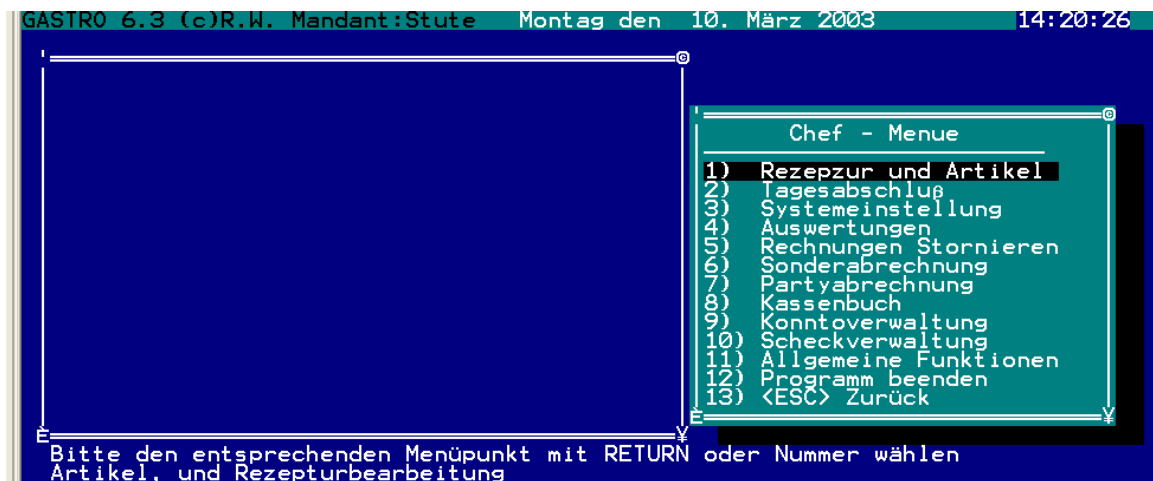 GASTRO 6.3 (c)R.W. Mandant:Stute Montag den 10. März 2003 14:20:26
Chef - Menue
1) Rezepzur und Artikel
2) Tagesabschluß
3) Systemeinstellung
4) Auswertungen
5) Rechnungen Stornieren
6) Sonderabrechnung
7) Partyabrechnung
8) Kassenbuch
9) Konntoverwaltung
10) Scheckverwaltung
11) Allgemeine Funktionen
12) Programm beenden
13) <ESC> Zurück
Bitte den entsprechenden Menüpunkt mit RETURN oder Nummer wählen
Artikel, und Rezepturbearbeitung